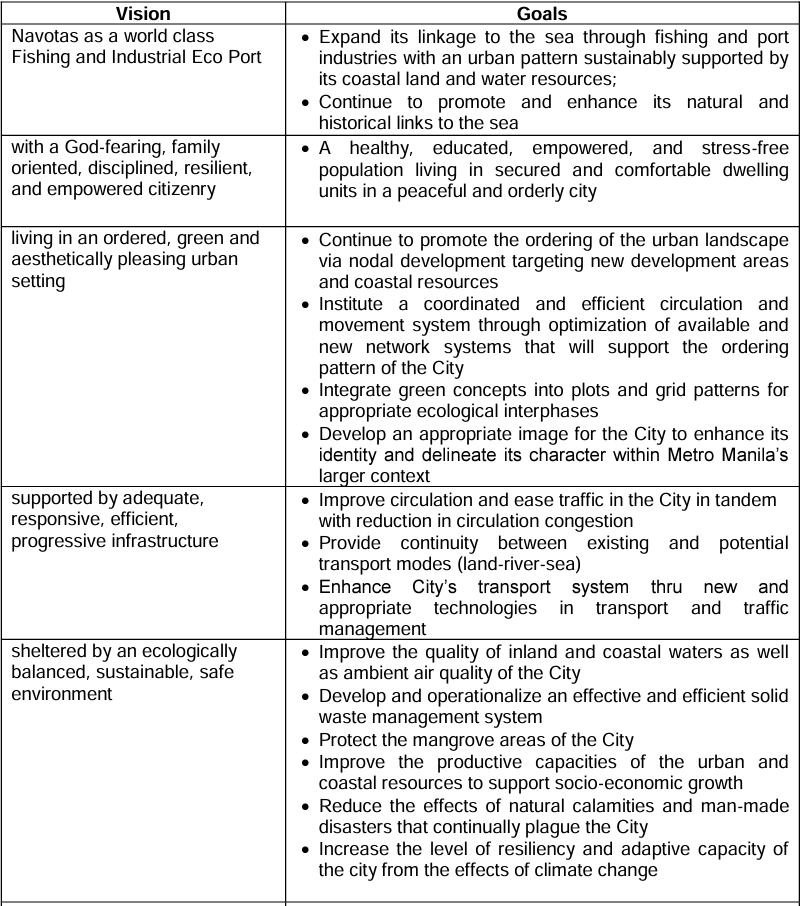 Vision
Goals
Navotas as a world class
Fishing and Industrial Eco Port
• Expand its linkage to the sea through fishing and port
industries with an urban pattern sustainably supported by
its coastal land and water resources;
• Continue to promote and enhance its natural and
historical links to the sea
with a God-fearing, family
oriented, disciplined, resilient,
and empowered citizenry
• A healthy, educated, empowered, and stress-free
population living in secured and comfortable dwelling
units in a peaceful and orderly city
living in an ordered, green and
aesthetically pleasing urban
setting
• Continue to promote the ordering of the urban landscape
via nodal development targeting new development areas
and coastal resources
• Institute a coordinated and efficient circulation and
movement system through optimization of available and
new network systems that will support the ordering
pattern of the City
• Integrate green concepts into plots and grid patterns for
appropriate ecological interphases
• Develop an appropriate image for the City to enhance its
identity and delineate its character within Metro Manila’s
larger context
supported by adequate,
responsive, efficient,
progressive infrastructure
• Improve circulation and ease traffic in the City in tandem
with reduction in circulation congestion
• Provide continuity between existing and potential
transport modes (land-river-sea)
• Enhance City’s transport system thru new and
appropriate technologies in transport and traffic
management
sheltered by an ecologically
balanced, sustainable, safe
environment
• Improve the quality of inland and coastal waters as well
as ambient air quality of the City
• Develop and operationalize an effective and efficient solid
waste management system
• Protect the mangrove areas of the City
• Improve the productive capacities of the urban and
coastal resources to support socio-economic growth
• Reduce the effects of natural calamities and man-made
disasters that continually plague the City
• Increase the level of resiliency and adaptive capacity of
the city from the effects of climate change